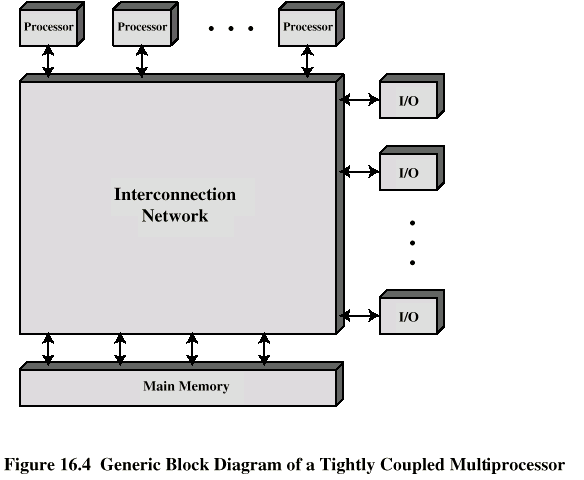 Processor
Processor
Processor
I/O
I/O
I/O
Interconnection
Network
Main Memory
Figure 16.4 Generic Block Diagram of a Tightly Coupled Multiprocessor